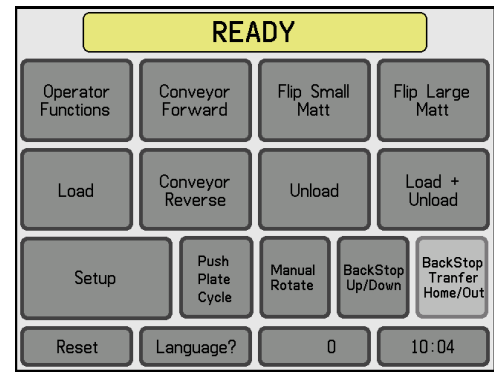 READY
Operator
Functions
Conveyor
Forward
Flip Small
Matt
Flip Large
Matt
Load
Conveyor
Reverse
Unload
Load +
Unload
Setup
Push
Plate
Cycle
Manual
Rotate
BackStop
Up/Down
BackStop
Tranfer
Home/Out
Reset
Language?
0
10:04